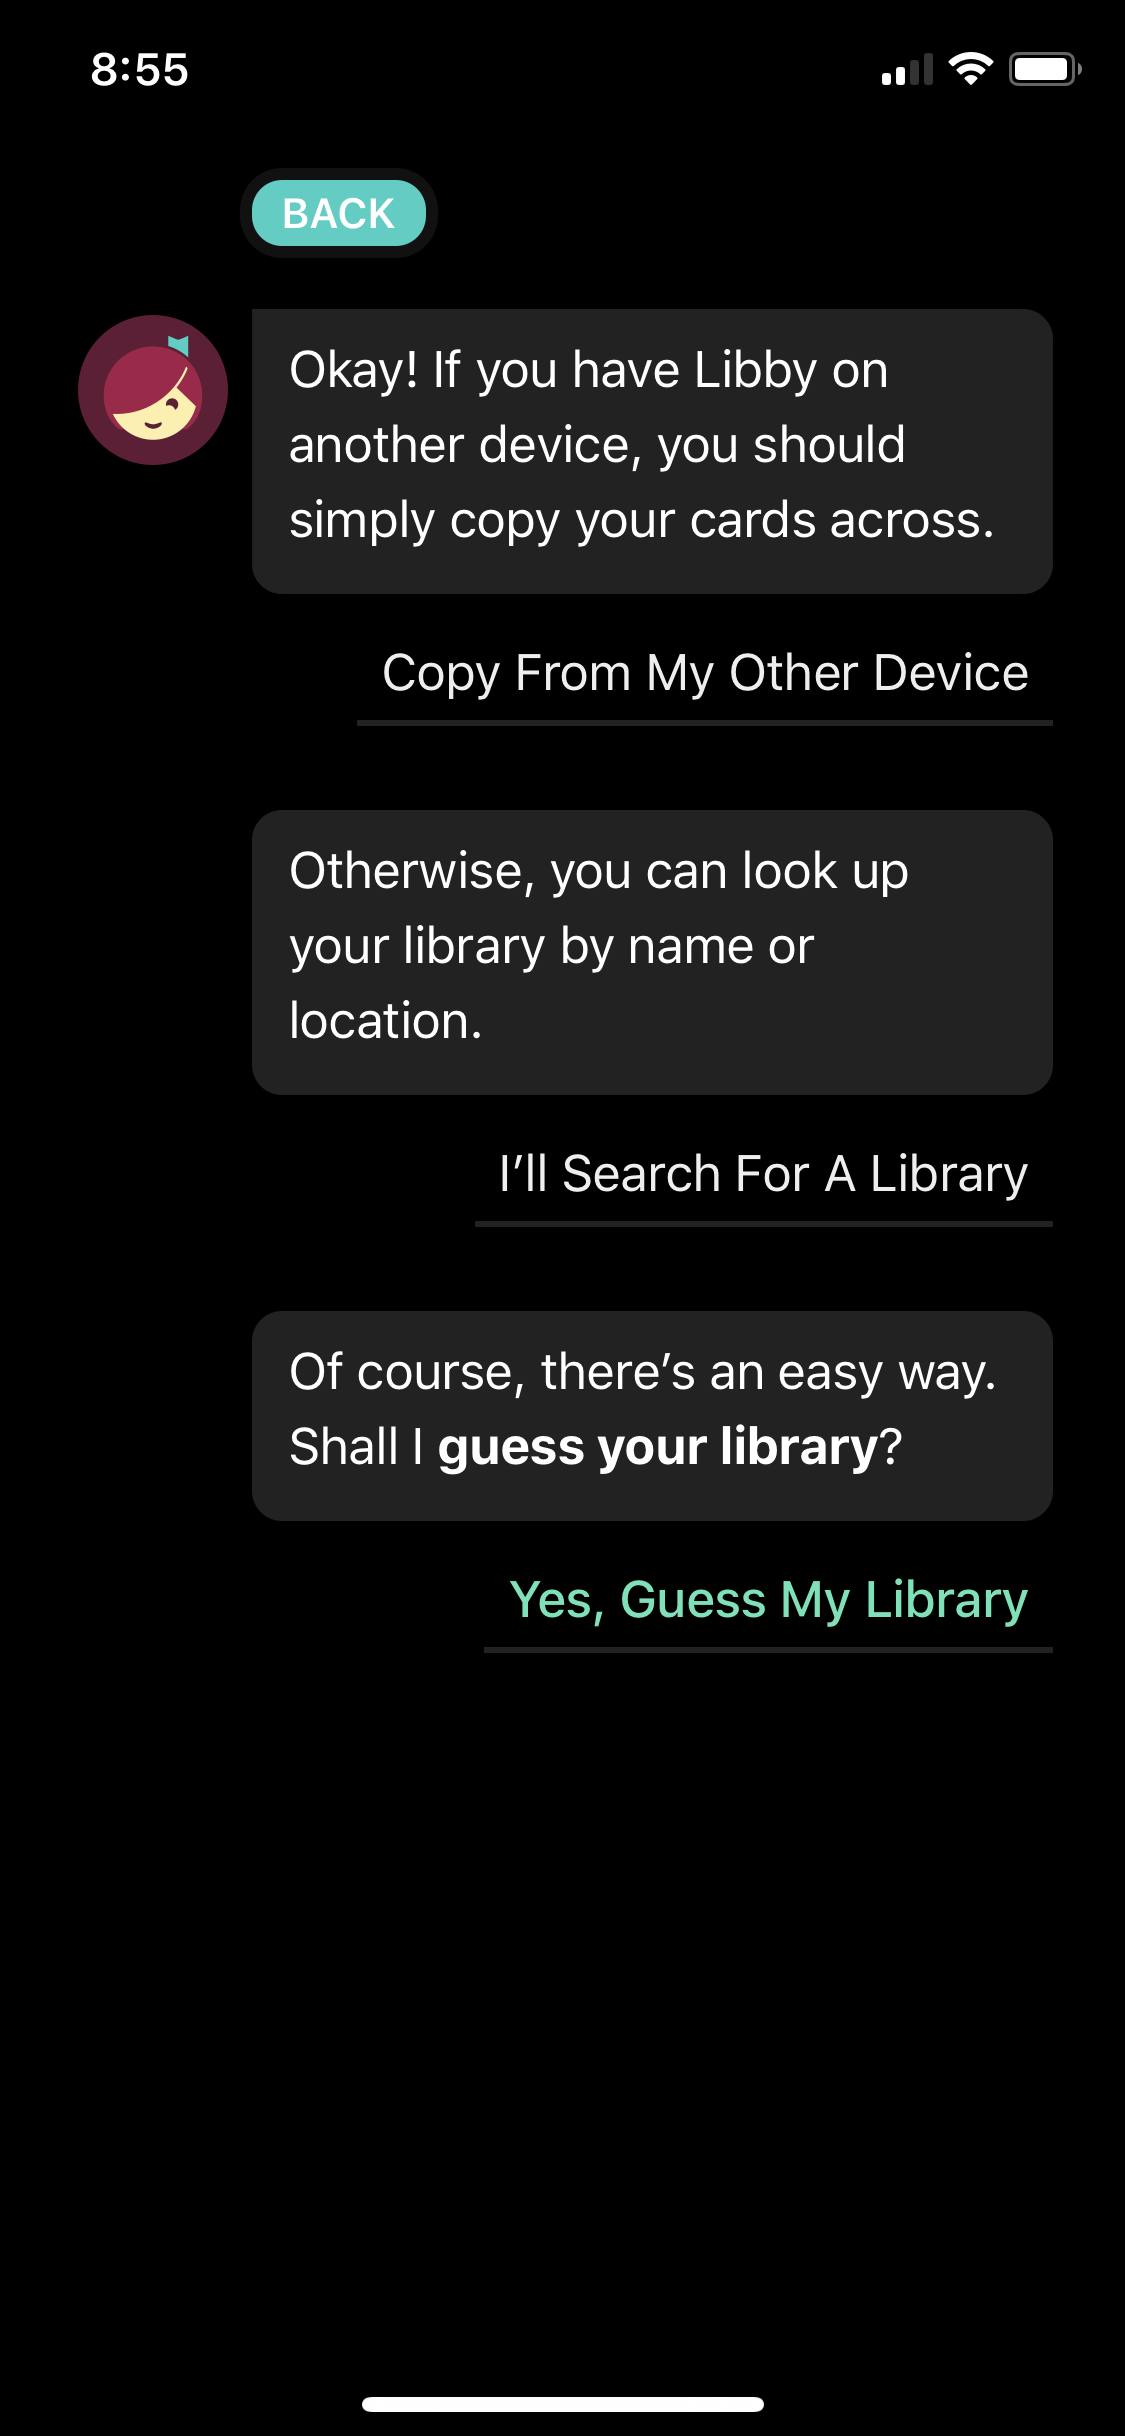 8:55
BACK
Okay! If you have Libby on
another device, you should
simply copy your cards across.
Copy From My Other Device
Otherwise, you can look up
your library by name or
location.
I’ll Search For A Library
Of course, there’s an easy way.
Shall I guess your library?
Yes, Guess My Library